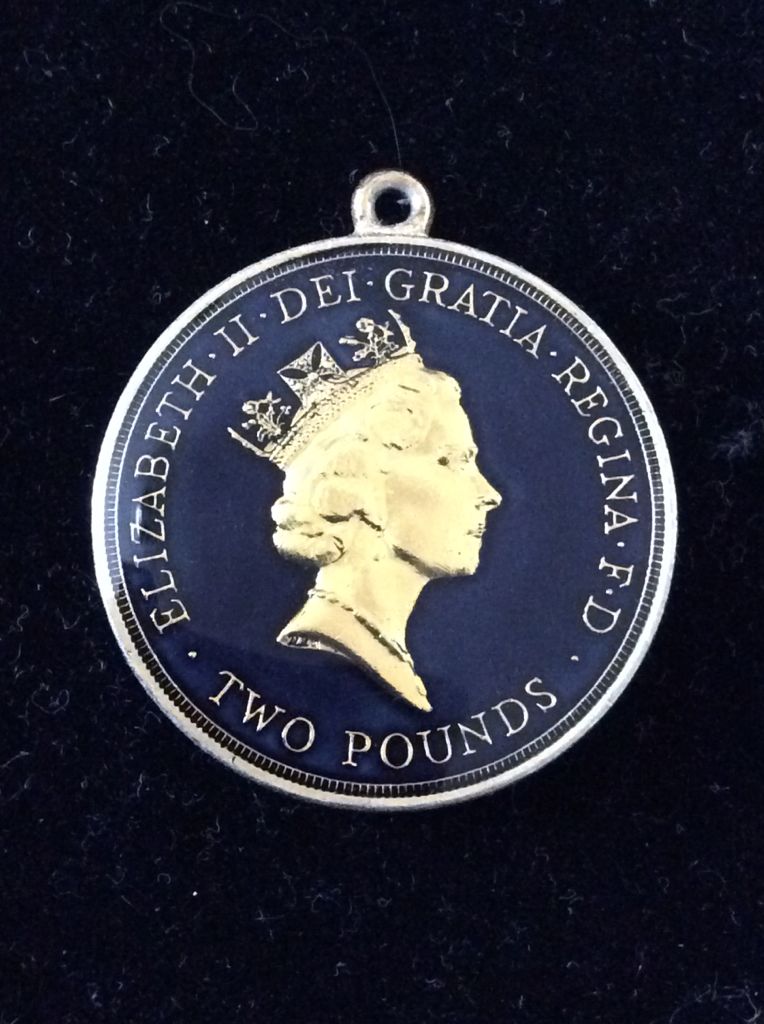 ELIZABETH·II·DEI·GRATIA·REGINA·F·D
·TWO POUNDS·